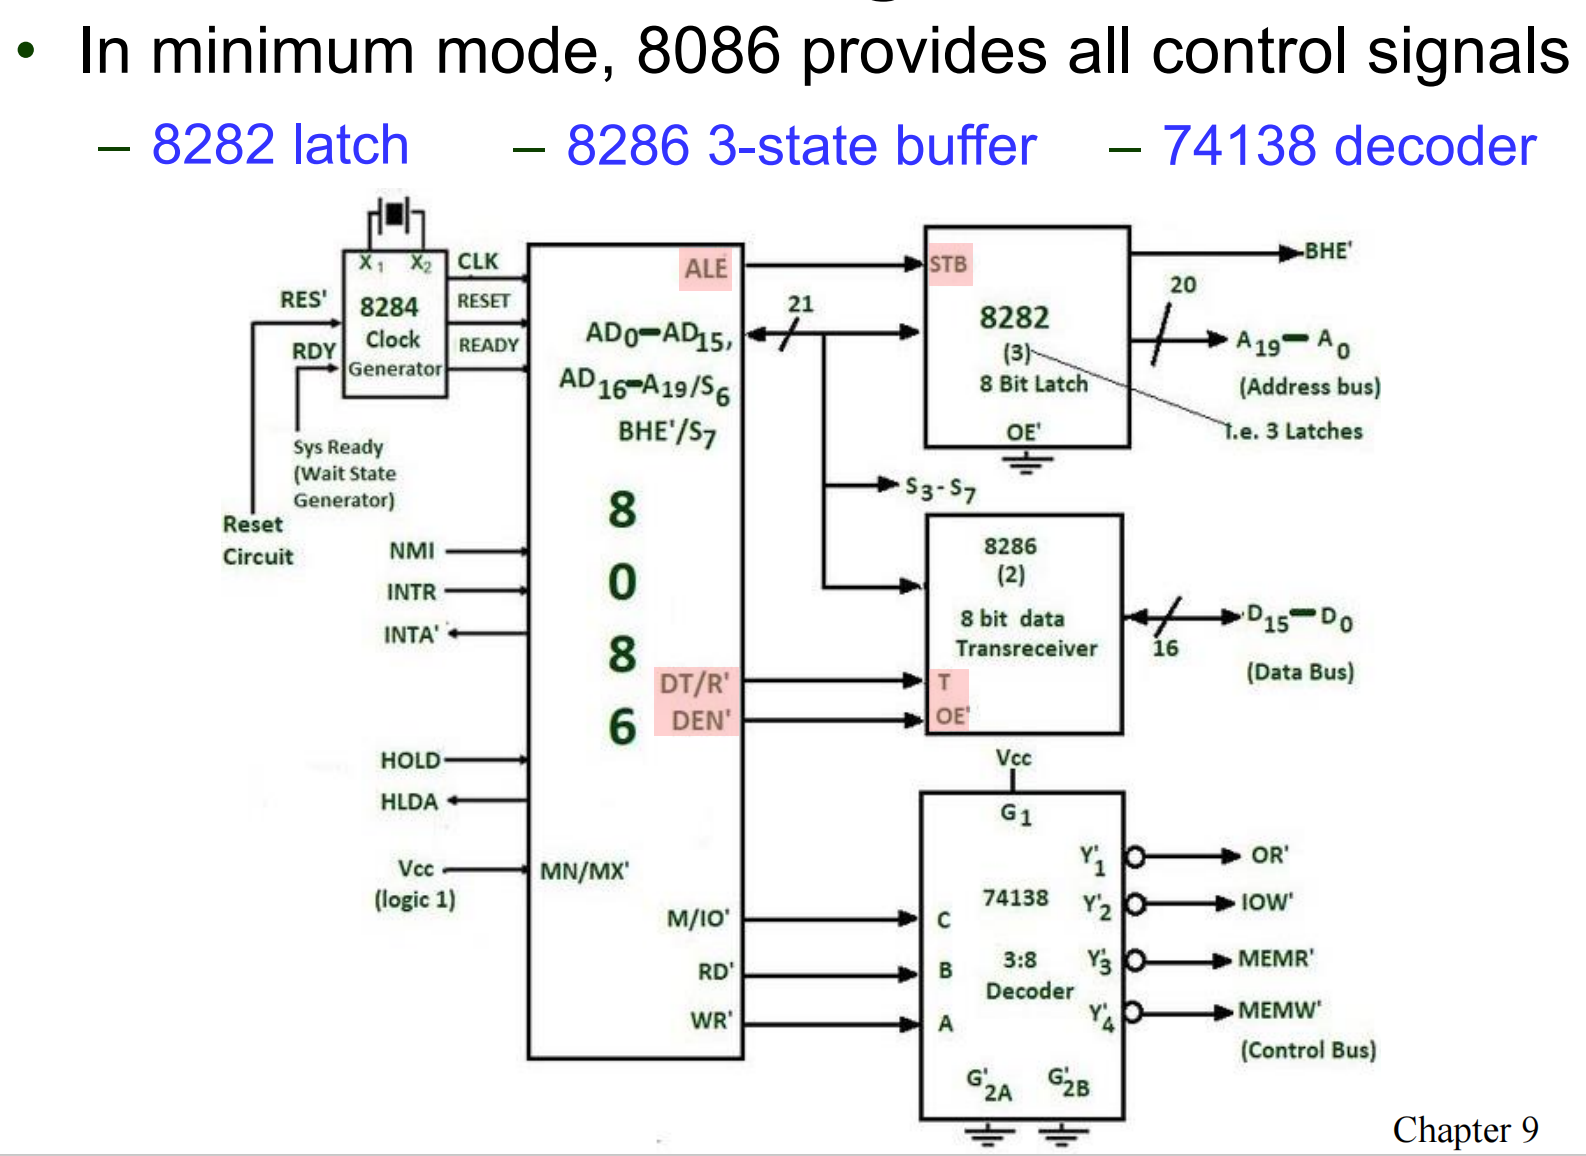 • In minimum mode, 8086 provides all control signals
– 8282 latch – 8286 3-state buffer – 74138 decoder
X1 X2
8284
Clock
Generator
CLK
RESET
READY
RES'
RDY
Sys Ready
(Wait State
Generator)
Reset
Circuit
NMI
INTR
INTA'
HOLD
HLDA
Vcc
(logic 1)
ALE
AD0-AD15,
AD16-A19/S6
BHE'/S7
8
0
8
6
DT/R'
DEN'
MN/MX'
M/IO'
RD'
WR'
21
STB
8282
(3)
8 Bit Latch
OE'
BHE'
20
A19- A0
(Address bus)
I.e. 3 Latches
S3-S7
8286
(2)
8 bit data
Transreceiver
T
OE'
16
D15-D0
(Data Bus)
Vcc
G1
74138
3:8
Decoder
C
B
A
Y'1
Y'2
Y'3
Y'4
G'2A G'2B
OR'
IOW'
MEMR'
MEMW'
(Control Bus)
Chapter 9